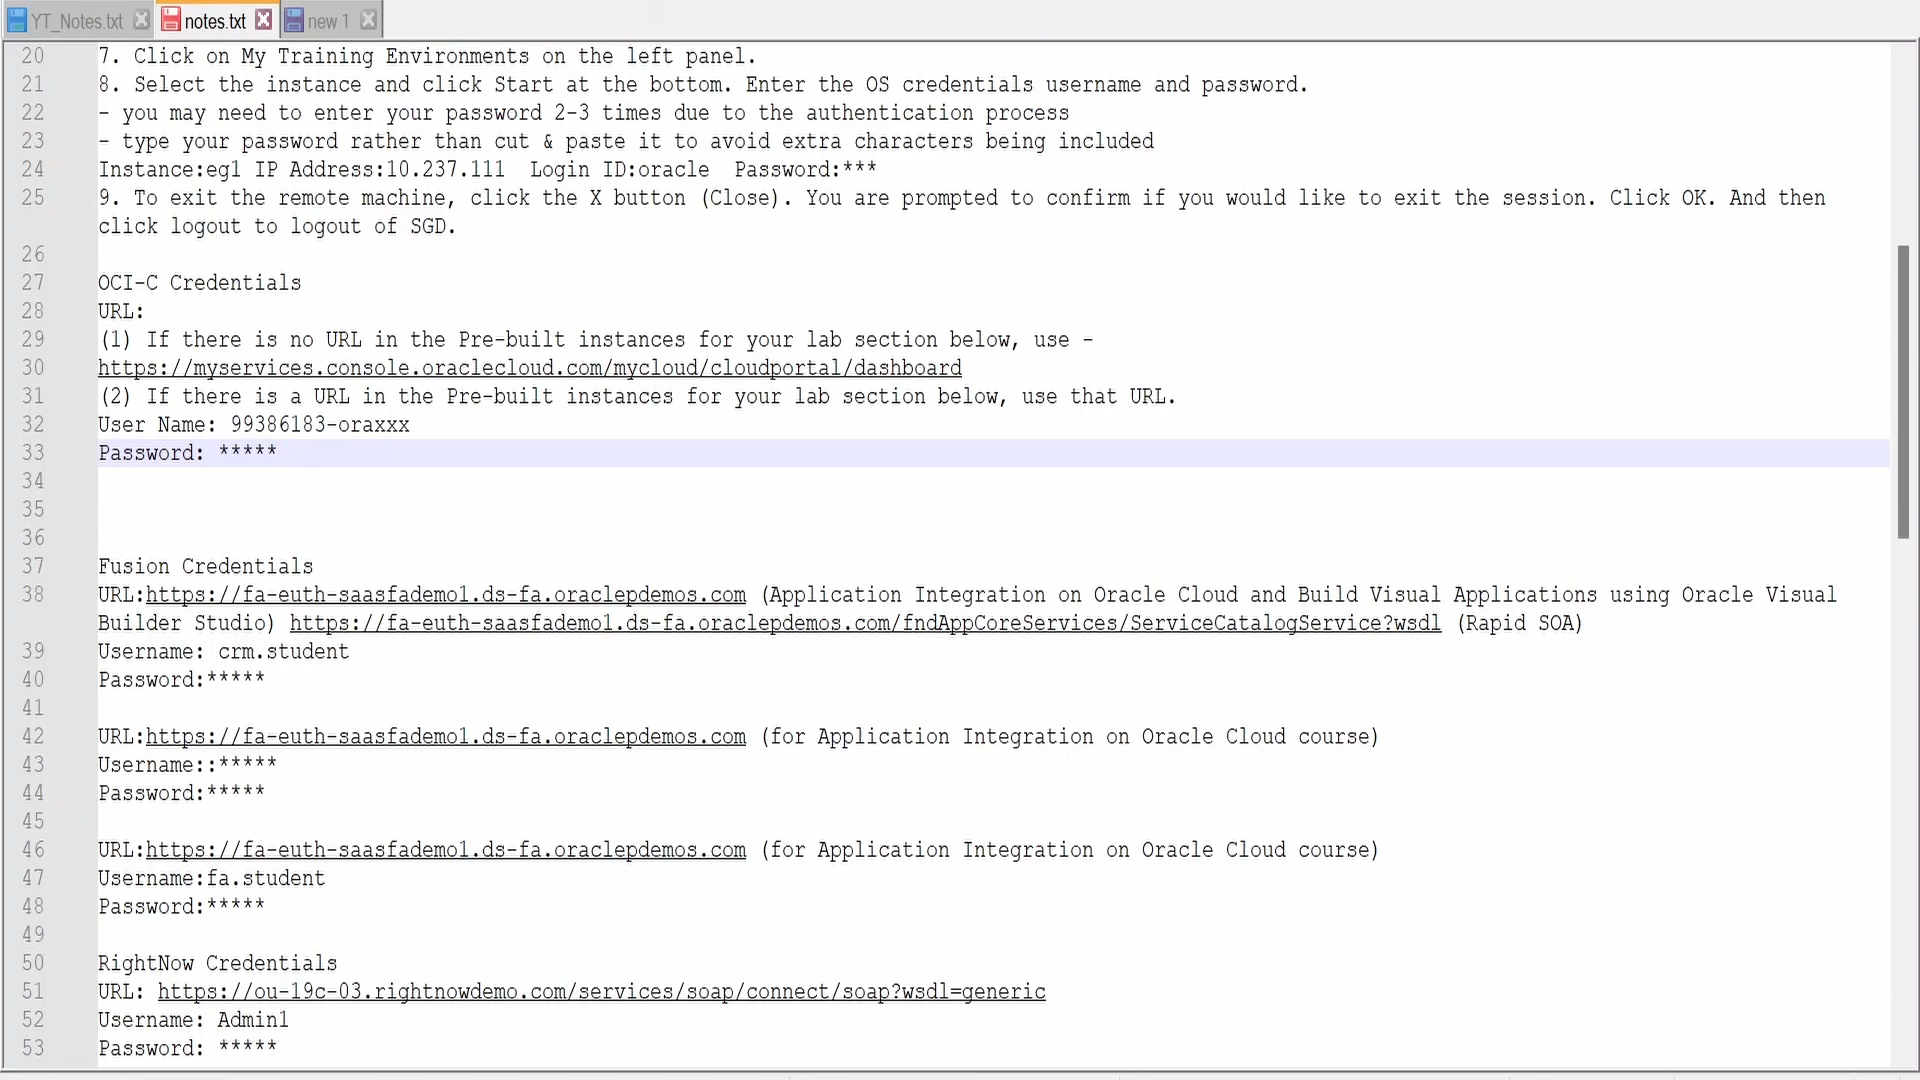 YT_Notes.txt notes.txt new 1
20 7. Click on My Training Environments on the left panel.
21 8. Select the instance and click Start at the bottom. Enter the OS credentials username and password.
22 - you may need to enter your password 2-3 times due to the authentication process
23 - type your password rather than cut & paste it to avoid extra characters being included
24 Instance:eg1 IP Address:10.237.111  Login ID:oracle  Password:***
25 9. To exit the remote machine, click the X button (Close). You are prompted to confirm if you would like to exit the session. Click OK. And then
click logout to logout of SGD.
26
27 OCI-C Credentials
28 URL:
29 (1) If there is no URL in the Pre-built instances for your lab section below, use -
30 https://myservices.console.oraclecloud.com/mycloud/cloudportal/dashboard
31 (2) If there is a URL in the Pre-built instances for your lab section below, use that URL.
32 User Name: 99386183-oraxxx
33 Password: *****
34
35
36
37 Fusion Credentials
38 URL:https://fa-euth-saasfademo1.ds-fa.oraclepdemos.com (Application Integration on Oracle Cloud and Build Visual Applications using Oracle Visual
Builder Studio) https://fa-euth-saasfademo1.ds-fa.oraclepdemos.com/fndAppCoreServices/ServiceCatalogService?wsdl (Rapid SOA)
39 Username: crm.student
40 Password:*****
41
42 URL:https://fa-euth-saasfademo1.ds-fa.oraclepdemos.com (for Application Integration on Oracle Cloud course)
43 Username::*****
44 Password:*****
45
46 URL:https://fa-euth-saasfademo1.ds-fa.oraclepdemos.com (for Application Integration on Oracle Cloud course)
47 Username:fa.student
48 Password:*****
49
50 RightNow Credentials
51 URL: https://ou-19c-03.rightnowdemo.com/services/soap/connect/soap?wsdl=generic
52 Username: Admin1
53 Password: *****